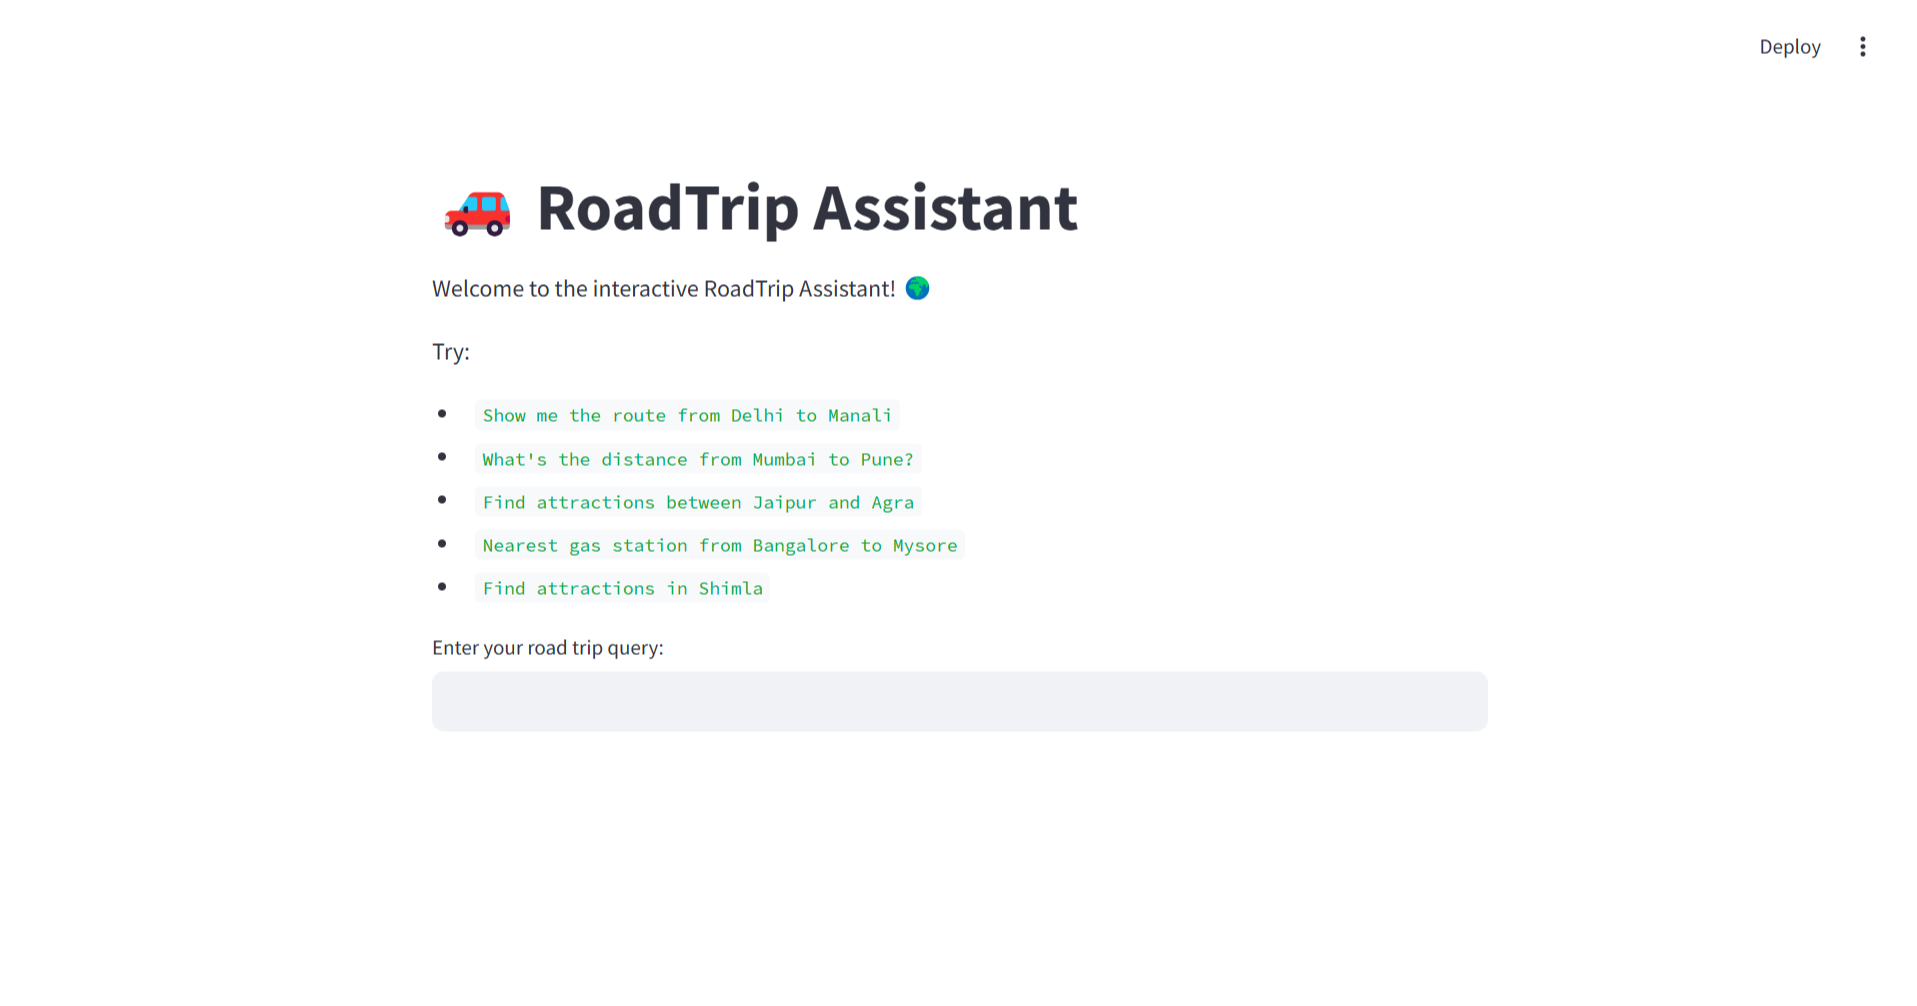 Deploy
RoadTrip Assistant
Welcome to the interactive RoadTrip Assistant!
Try:
Show me the route from Delhi to Manali
What's the distance from Mumbai to Pune?
Find attractions between Jaipur and Agra
Nearest gas station from Bangalore to Mysore
Find attractions in Shimla
Enter your road trip query: